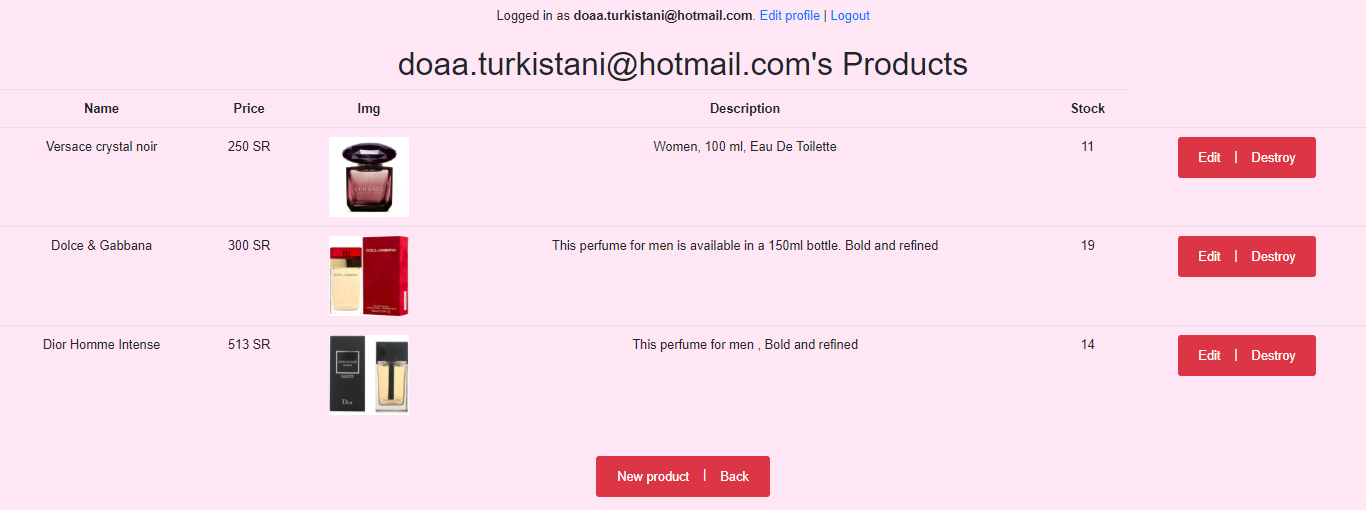 Logged in as doaa.turkistani@hotmail.com. Edit profile | Logout
doaa.turkistani@hotmail.com's Products
Name Price Img Description Stock
Versace crystal noir 250 SR Women, 100 ml, Eau De Toilette 11 Edit | Destroy
VERSACE
Dolce & Gabbana 300 SR This perfume for men is available in a 150ml bottle. Bold and refined 19 Edit | Destroy
DOLCE & GABBANA
Dior Homme Intense 513 SR This perfume for men , Bold and refined 14 Edit | Destroy
Dior
New product | Back